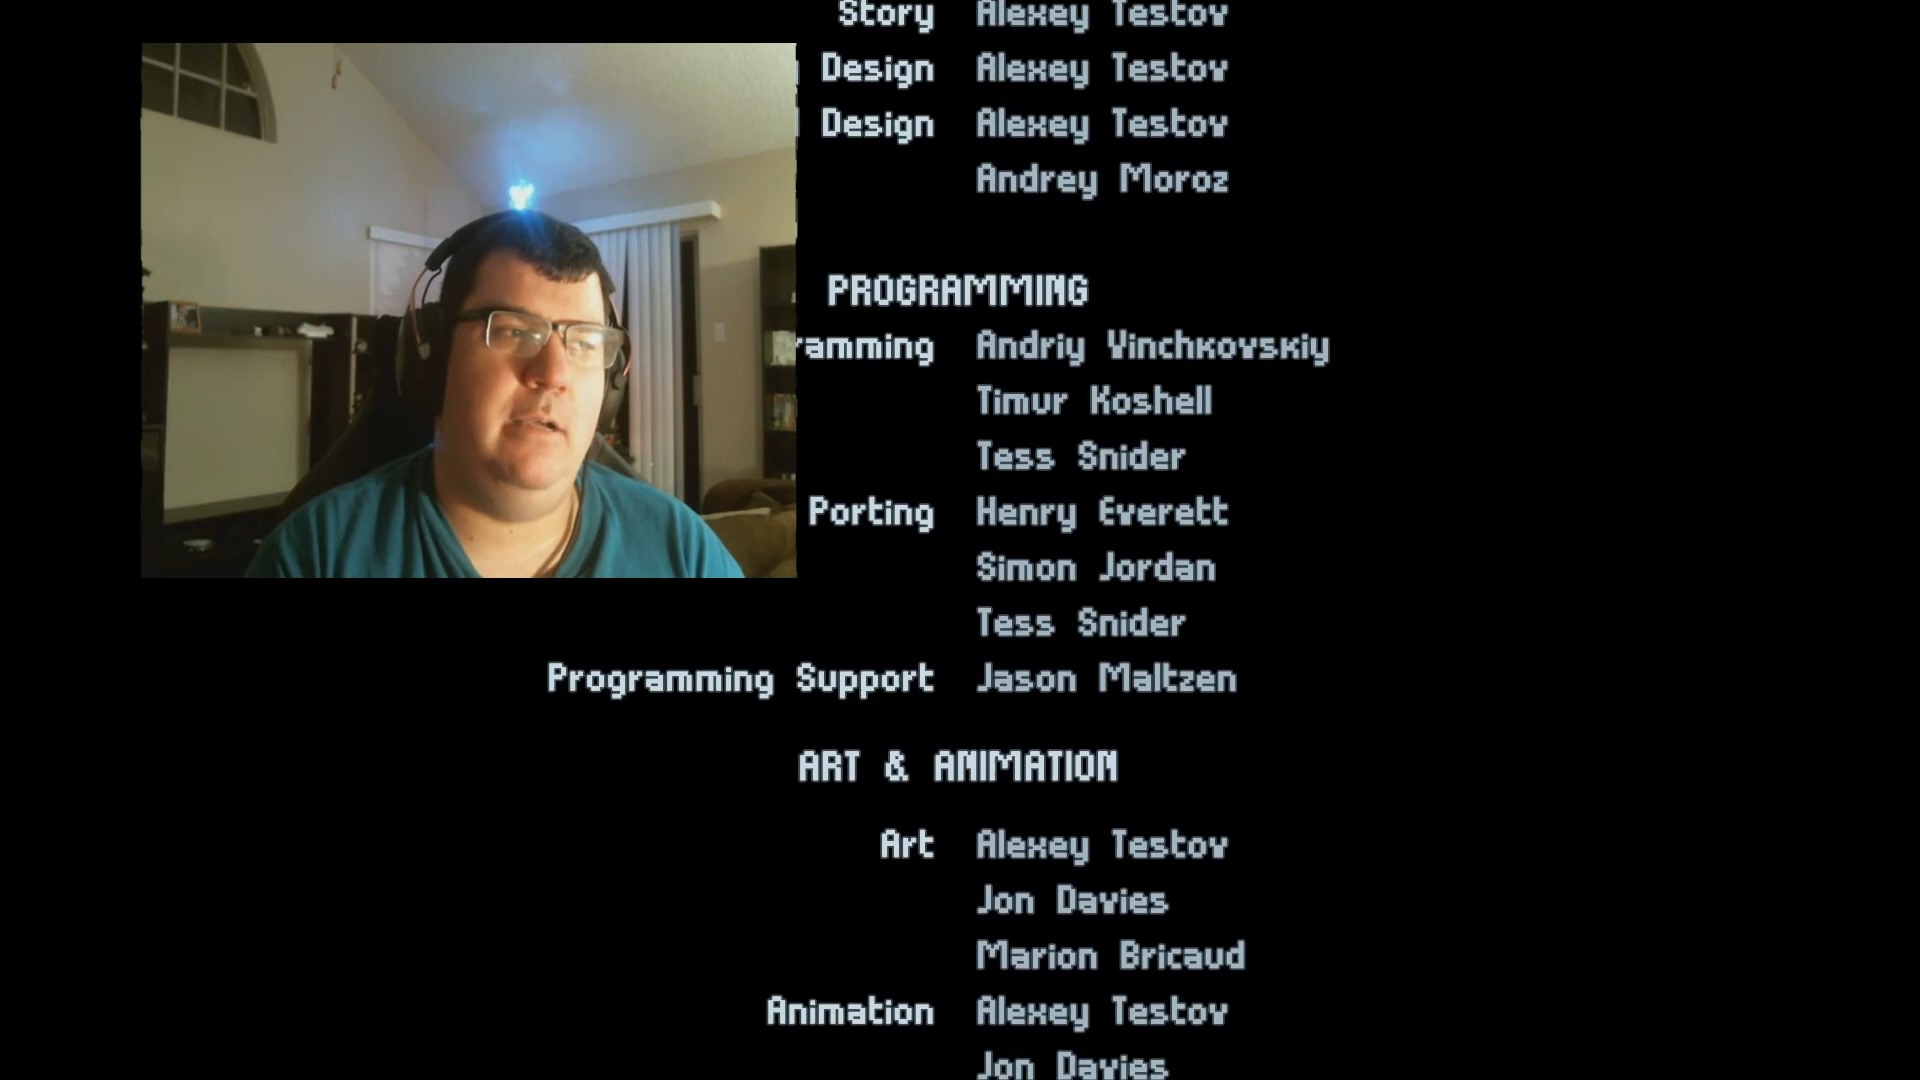 Story Alexey Testov
Design Alexey Testov
Design Alexey Testov
Andrey Moroz
PROGRAMMING
ramming Andriy Vinchkovskiy
Timur Koshell
Tess Snider
Porting Henry Everett
Simon Jordan
Tess Snider
Programming Support Jason Maltzen
ART & ANIMATION
Art Alexey Testov
Jon Davies
Marion Bricaud
Animation Alexey Testov
Jon Davies